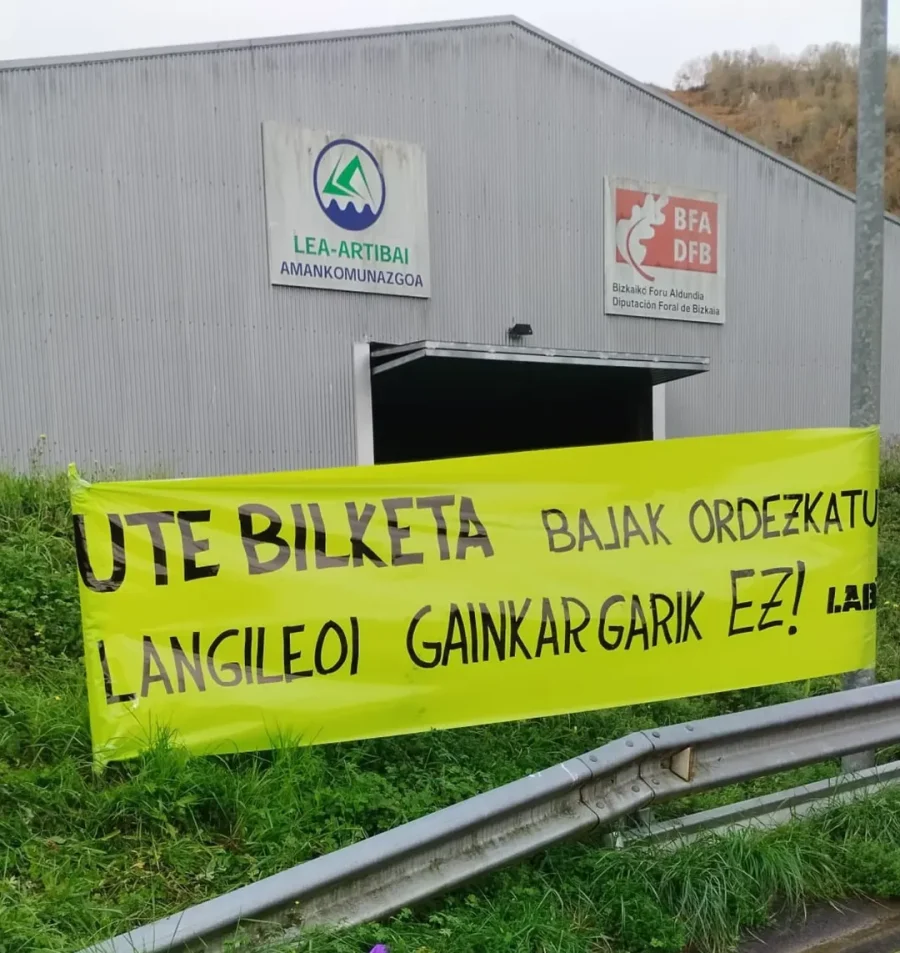 LEA-ARTIBAI
AMANKOMUNAZGOA
BFA
DFB
Bizkaiko Foru Aldundia
Diputación Foral de Bizkaia
UTE BILKETA BAJAK ORDEZKATU
LANGILEOI GAINKARGARIK EZ! LAB